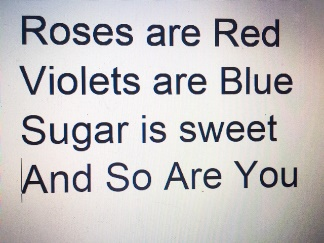 Roses are Red
Violets are Blue
Sugar is sweet
And So Are You